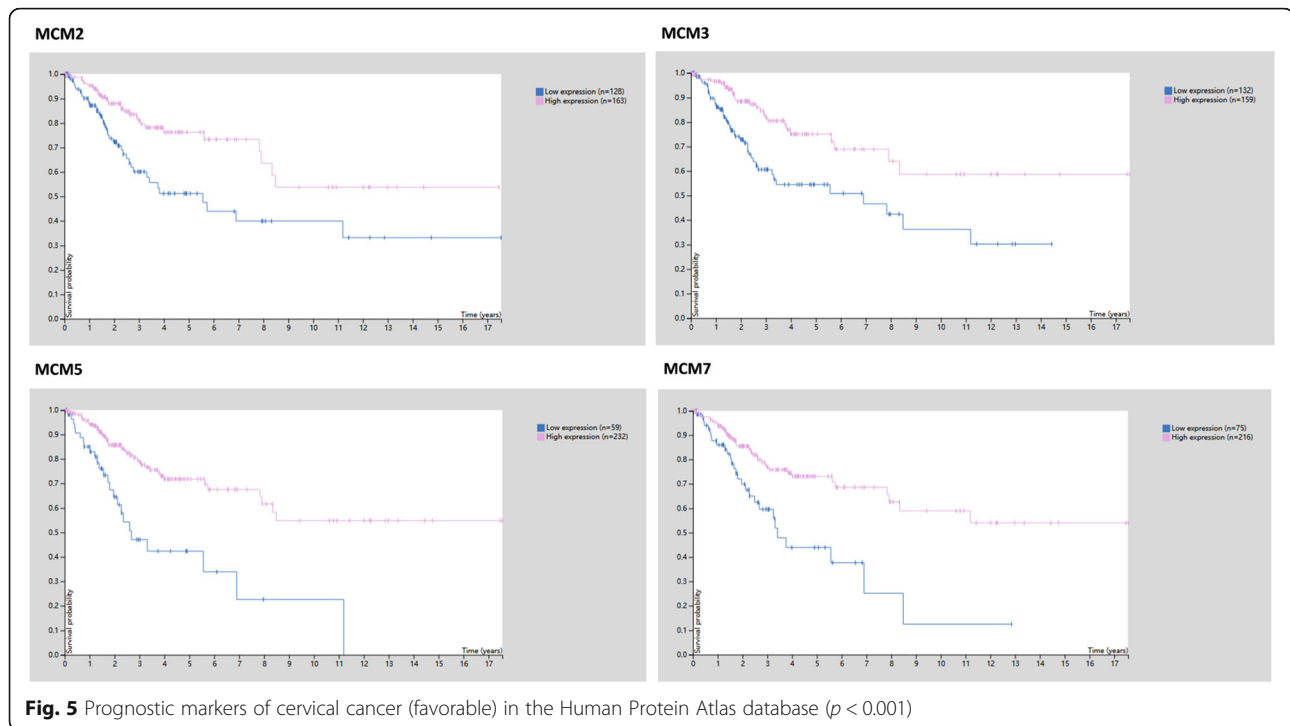 MCM2
Low expression (n=128)
High expression (n=163)
1.0
0.9
0.8
0.7
0.6
0.5
0.4
0.3
0.2
0.1
0.0
Survival probability
Time (years)
0 1 2 3 4 5 6 7 8 9 10 11 12 13 14 15 16 17
MCM3
Low expression (n=132)
High expression (n=159)
1.0
0.9
0.8
0.7
0.6
0.5
0.4
0.3
0.2
0.1
0.0
Survival probability
Time (years)
0 1 2 3 4 5 6 7 8 9 10 11 12 13 14 15 16 17
MCM5
Low expression (n=59)
High expression (n=232)
1.0
0.9
0.8
0.7
0.6
0.5
0.4
0.3
0.2
0.1
0.0
Survival probability
Time (years)
0 1 2 3 4 5 6 7 8 9 10 11 12 13 14 15 16 17
MCM7
Low expression (n=75)
High expression (n=216)
1.0
0.9
0.8
0.7
0.6
0.5
0.4
0.3
0.2
0.1
0.0
Survival probability
Time (years)
0 1 2 3 4 5 6 7 8 9 10 11 12 13 14 15 16 17
Fig. 5 Prognostic markers of cervical cancer (favorable) in the Human Protein Atlas database (p < 0.001)